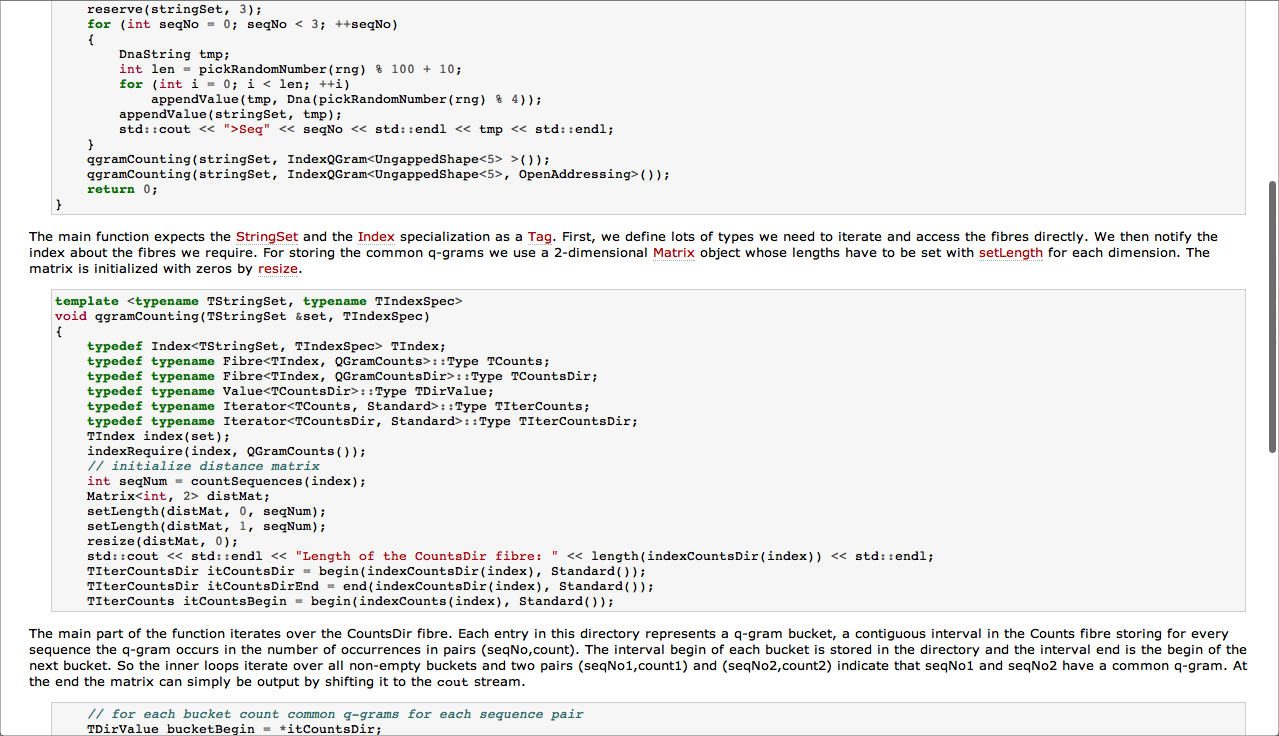 reserve(stringSet, 3);
    for (int seqNo = 0; seqNo < 3; ++seqNo)
    {
        DnaString tmp;
        int len = pickRandomNumber(rng) % 100 + 10;
        for (int i = 0; i < len; ++i)
            appendValue(tmp, Dna(pickRandomNumber(rng) % 4));
        appendValue(stringSet, tmp);
        std::cout << ">Seq" << seqNo << std::endl << tmp << std::endl;
    }
    qgramCounting(stringSet, IndexQGram<UngappedShape<5> >());
    qgramCounting(stringSet, IndexQGram<UngappedShape<5>, OpenAddressing>());
    return 0;
}
The main function expects the StringSet and the Index specialization as a Tag. First, we define lots of types we need to iterate and access the fibres directly. We then notify the
index about the fibres we require. For storing the common q-grams we use a 2-dimensional Matrix object whose lengths have to be set with setLength for each dimension. The
matrix is initialized with zeros by resize.
template <typename TStringSet, typename TIndexSpec>
void qgramCounting(TStringSet &set, TIndexSpec)
{
    typedef Index<TStringSet, TIndexSpec> TIndex;
    typedef typename Fibre<TIndex, QGramCounts>::Type TCounts;
    typedef typename Fibre<TIndex, QGramCountsDir>::Type TCountsDir;
    typedef typename Value<TCountsDir>::Type TDirValue;
    typedef typename Iterator<TCounts, Standard>::Type TIterCounts;
    typedef typename Iterator<TCountsDir, Standard>::Type TIterCountsDir;
    TIndex index(set);
    indexRequire(index, QGramCounts());
    // initialize distance matrix
    int seqNum = countSequences(index);
    Matrix<int, 2> distMat;
    setLength(distMat, 0, seqNum);
    setLength(distMat, 1, seqNum);
    resize(distMat, 0);
    std::cout << std::endl << "Length of the CountsDir fibre: " << length(indexCountsDir(index)) << std::endl;
    TIterCountsDir itCountsDir = begin(indexCountsDir(index), Standard());
    TIterCountsDir itCountsDirEnd = end(indexCountsDir(index), Standard());
    TIterCounts itCountsBegin = begin(indexCounts(index), Standard());
The main part of the function iterates over the CountsDir fibre. Each entry in this directory represents a q-gram bucket, a contiguous interval in the Counts fibre storing for every
sequence the q-gram occurs in the number of occurrences in pairs (seqNo,count). The interval begin of each bucket is stored in the directory and the interval end is the begin of the
next bucket. So the inner loops iterate over all non-empty buckets and two pairs (seqNo1,count1) and (seqNo2,count2) indicate that seqNo1 and seqNo2 have a common q-gram. At
the end the matrix can simply be output by shifting it to the cout stream.
    // for each bucket count common q-grams for each sequence pair
    TDirValue bucketBegin = *itCountsDir;